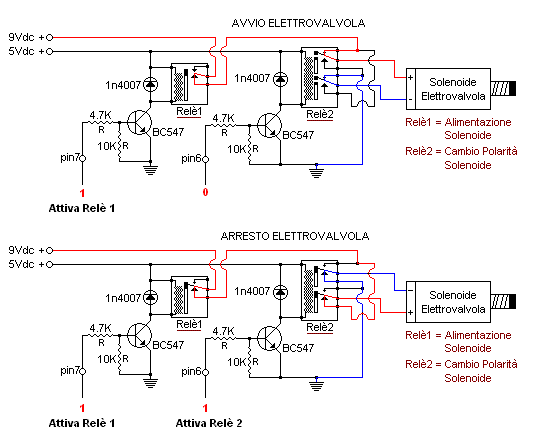 AVVIO ELETTROVALVOLA
9Vdc +
5Vdc +
1n4007
Relè1
1n4007
Relè2
+
-
Solenoide
Elettrovalvola
4.7K
R
BC547
10K
R
4.7K
R
BC547
10K
R
Relè1 = Alimentazione
Solenoide
Relè2 = Cambio Polarità
Solenoide
pin7
pin6
1
0
Attiva Relè 1
ARRESTO ELETTROVALVOLA
9Vdc +
5Vdc +
1n4007
Relè1
1n4007
Relè2
-
+
Solenoide
Elettrovalvola
4.7K
R
BC547
10K
R
4.7K
R
BC547
10K
R
Relè1 = Alimentazione
Solenoide
Relè2 = Cambio Polarità
Solenoide
pin7
pin6
1
1
Attiva Relè 1
Attiva Relè 2